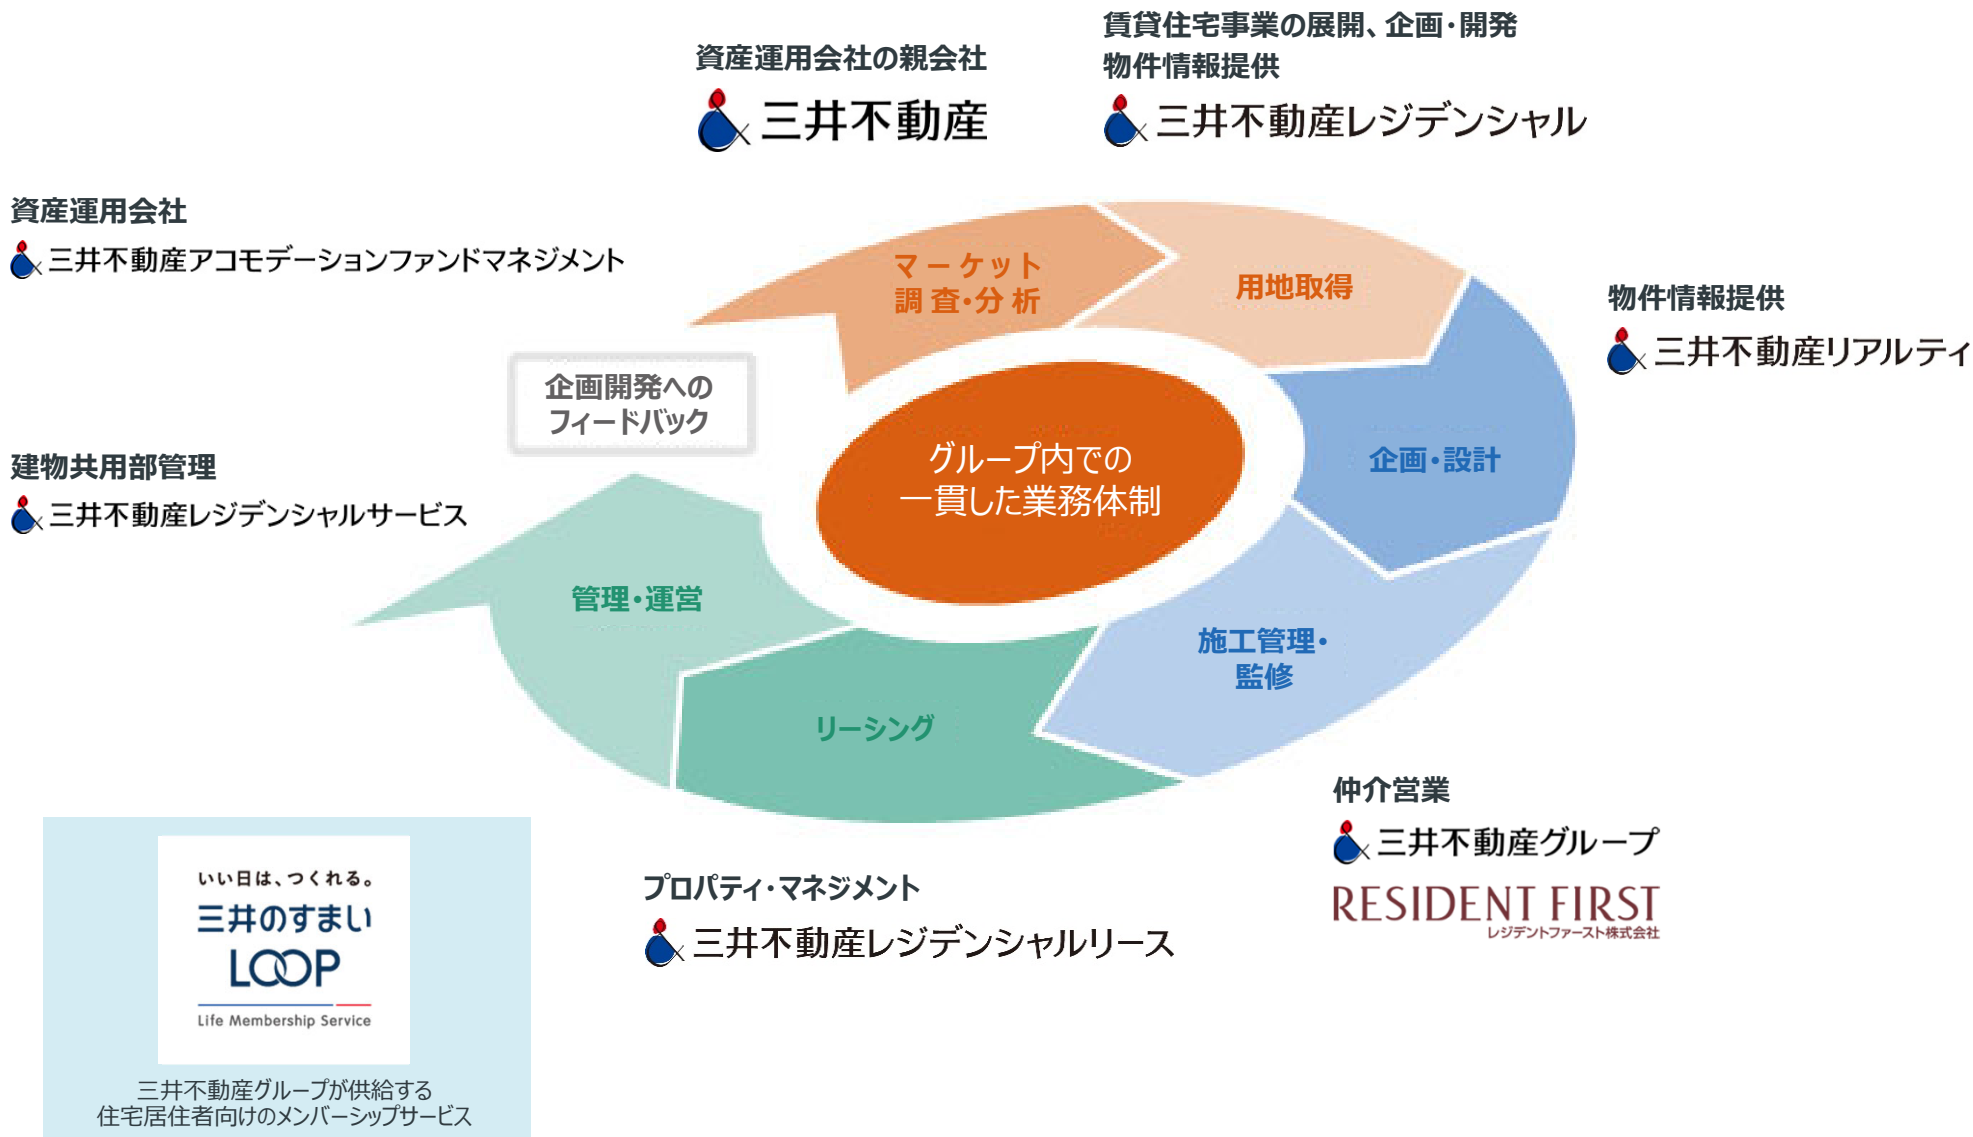 資産運用会社の親会社
三井不動産
賃貸住宅事業の展開、企画・開発
物件情報提供
三井不動産レジデンシャル
資産運用会社
三井不動産アコモデーションファンドマネジメント
マーケット
調査・分析
用地取得
物件情報提供
三井不動産リアルティ
企画開発への
フィードバック
グループ内での
一貫した業務体制
企画・設計
建物共用部管理
三井不動産レジデンシャルサービス
管理・運営
施工管理・
監修
リーシング
仲介営業
三井不動産グループ
RESIDENT FIRST
レジデントファースト株式会社
プロパティ・マネジメント
三井不動産レジデンシャルリース
いい日は、つくれる。
三井のすまい
LOOP
Life Membership Service
三井不動産グループが供給する
住宅居住者向けのメンバーシップサービス